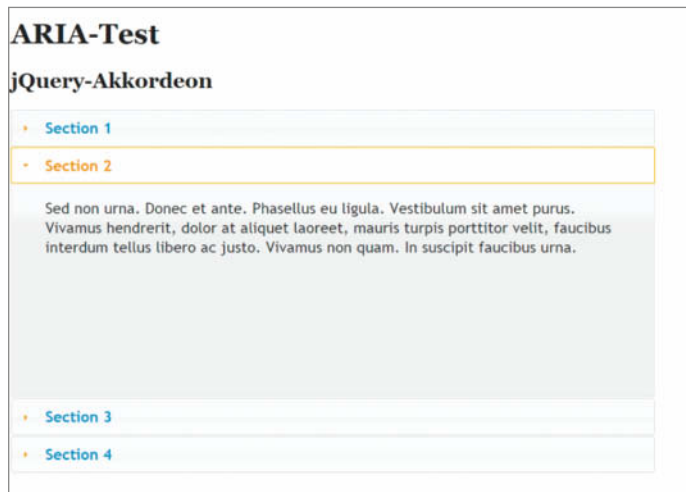 ARIA-Test
jQuery-Akkordeon
Section 1
Section 2
Sed non urna. Donec et ante. Phasellus eu ligula. Vestibulum sit amet purus.
Vivamus hendrerit, dolor at aliquet laoreet, mauris turpis porttitor velit, faucibus
interdum tellus libero ac justo. Vivamus non quam. In suscipit faucibus urna.
Section 3
Section 4